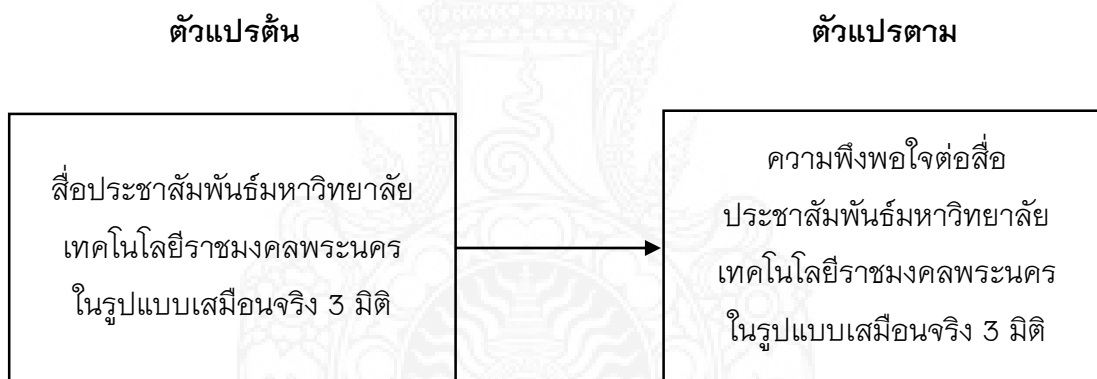 ตัวแปรต้น
ตัวแปรตาม
สื่อประชาสัมพันธ์มหาวิทยาลัย
เทคโนโลยีราชมงคลพระนคร
ในรูปแบบเสมือนจริง 3 มิติ
ความพึงพอใจต่อสื่อ
ประชาสัมพันธ์มหาวิทยาลัย
เทคโนโลยีราชมงคลพระนคร
ในรูปแบบเสมือนจริง 3 มิติ